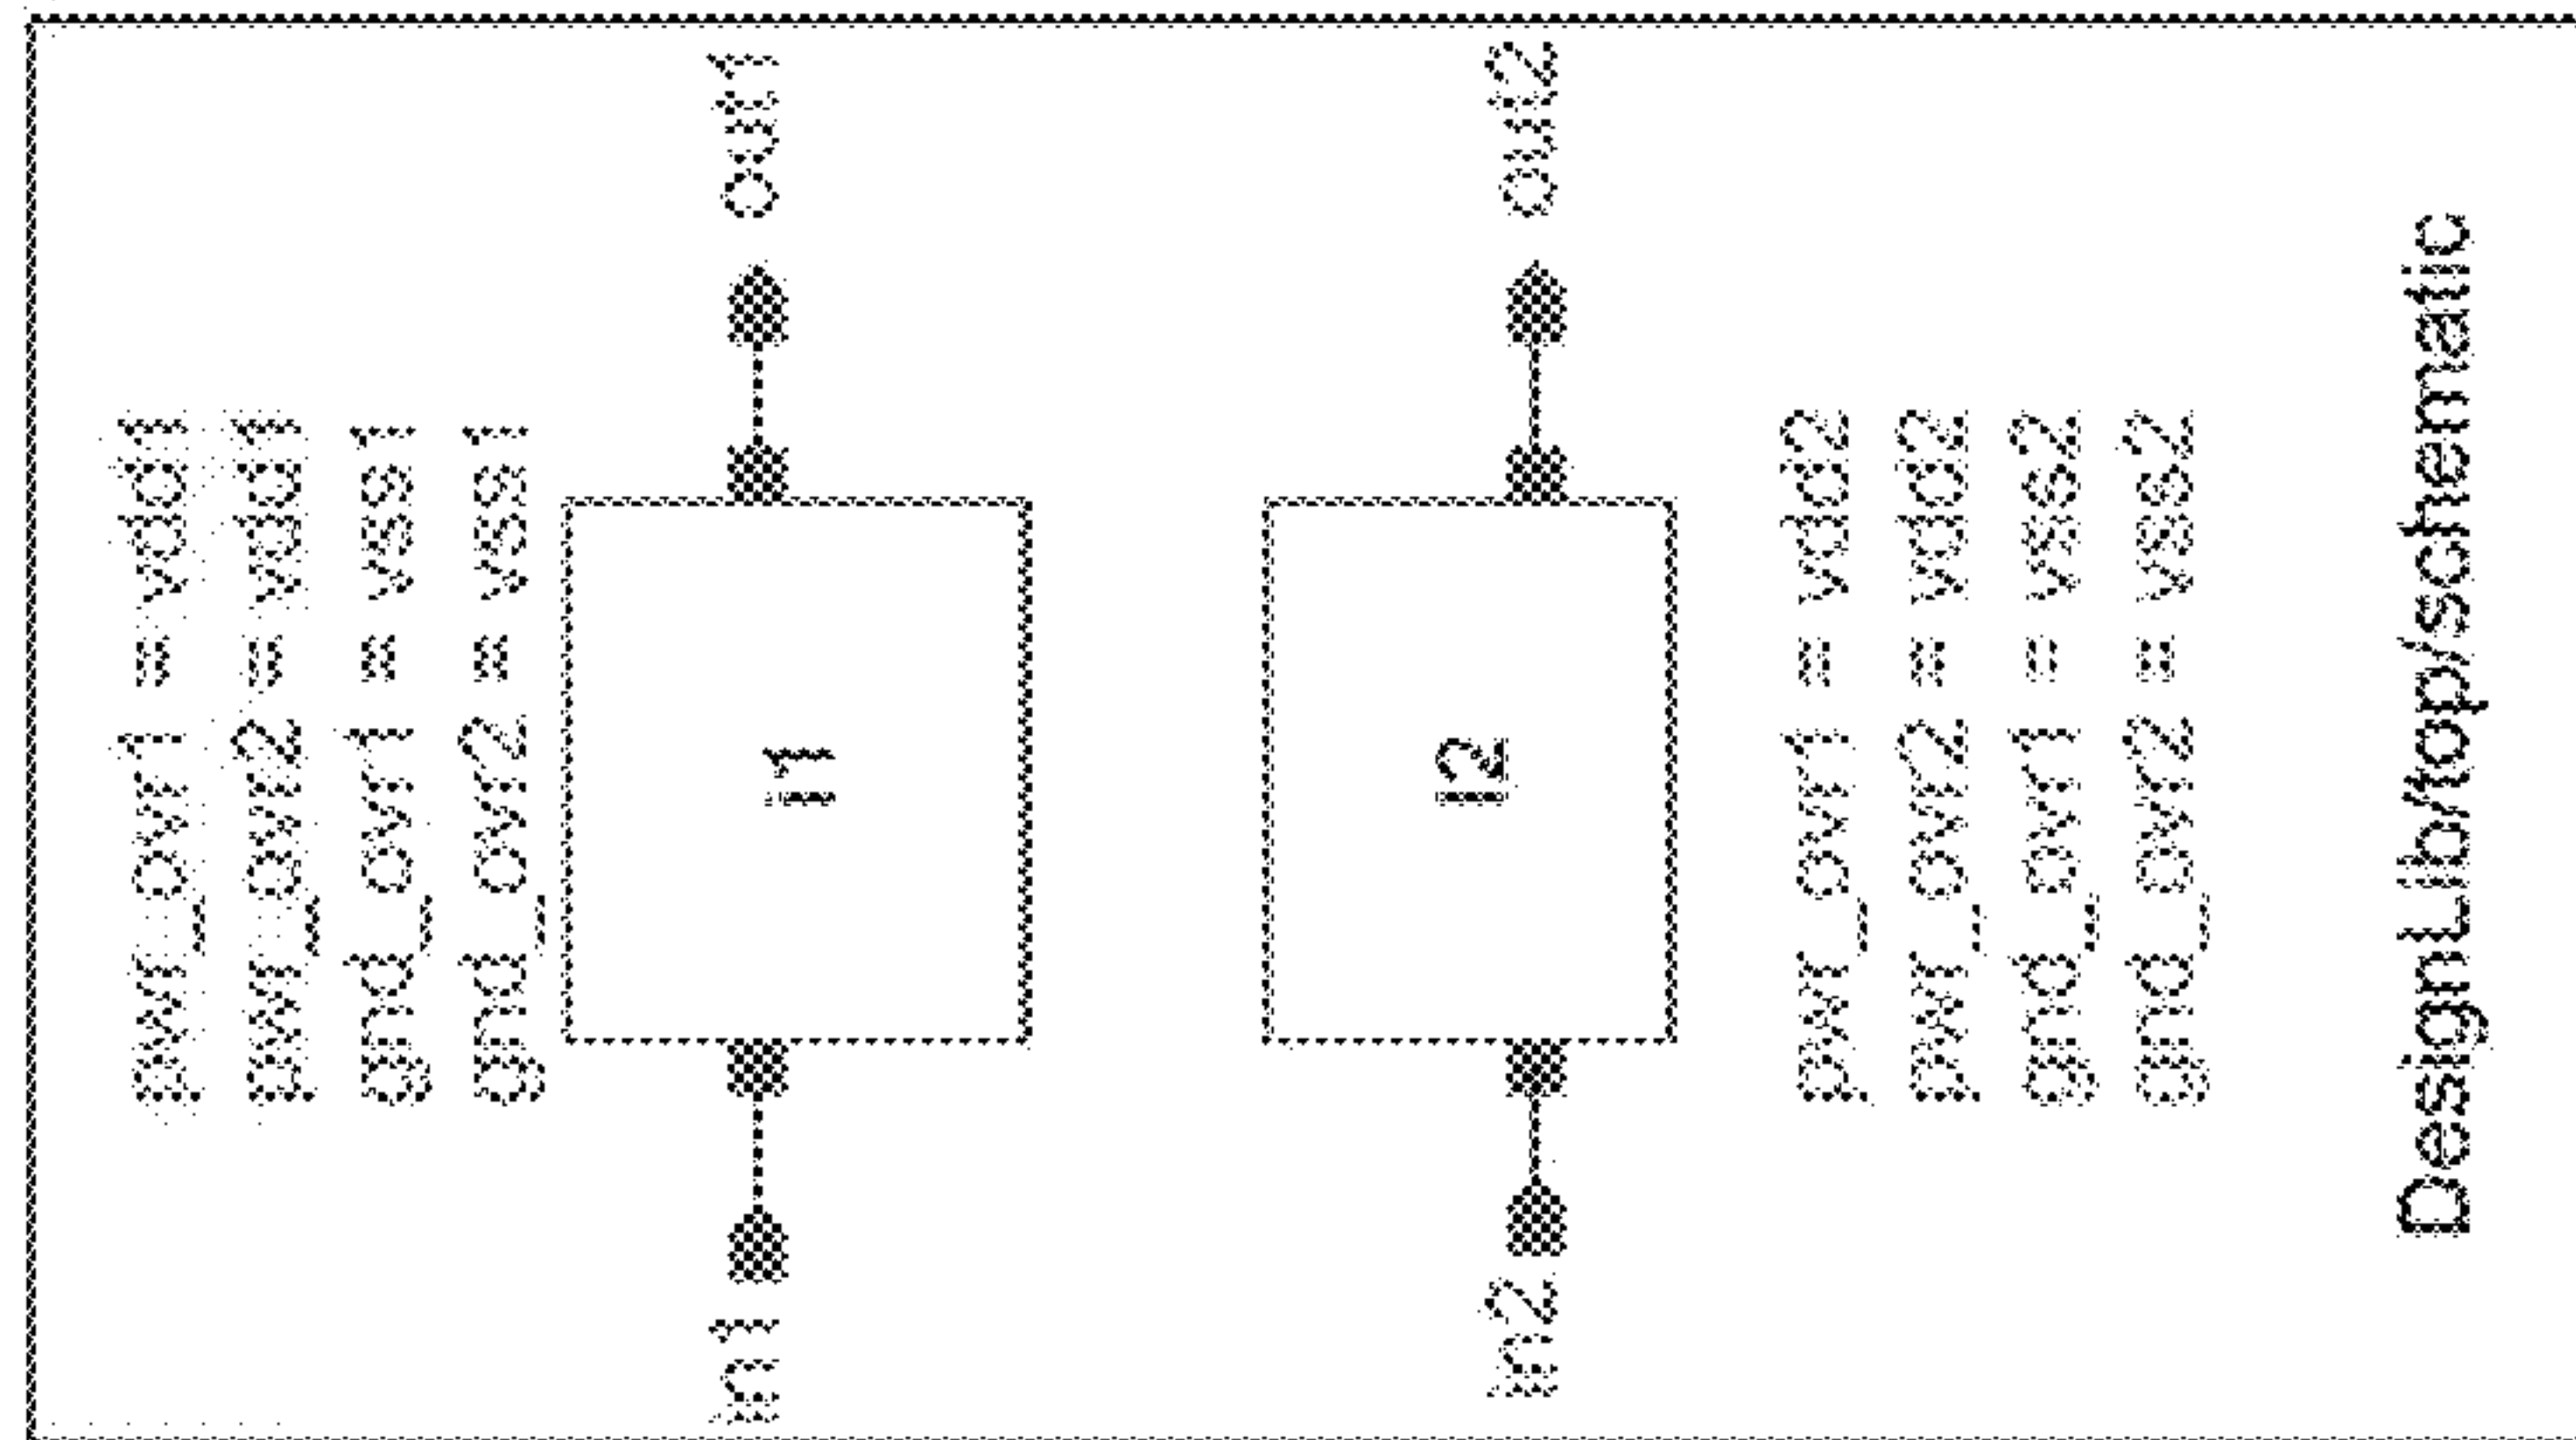 pwr_ovr1 = vdd1
pwr_ovr2 = vdd1
gnd_ovr1 = vss1
gnd_ovr2 = vss1
in1
I1
out1
in2
I2
out2
pwr_ovr1 = vdd2
pwr_ovr2 = vdd2
gnd_ovr1 = vss2
gnd_ovr2 = vss2
DesignLib/top/schematic